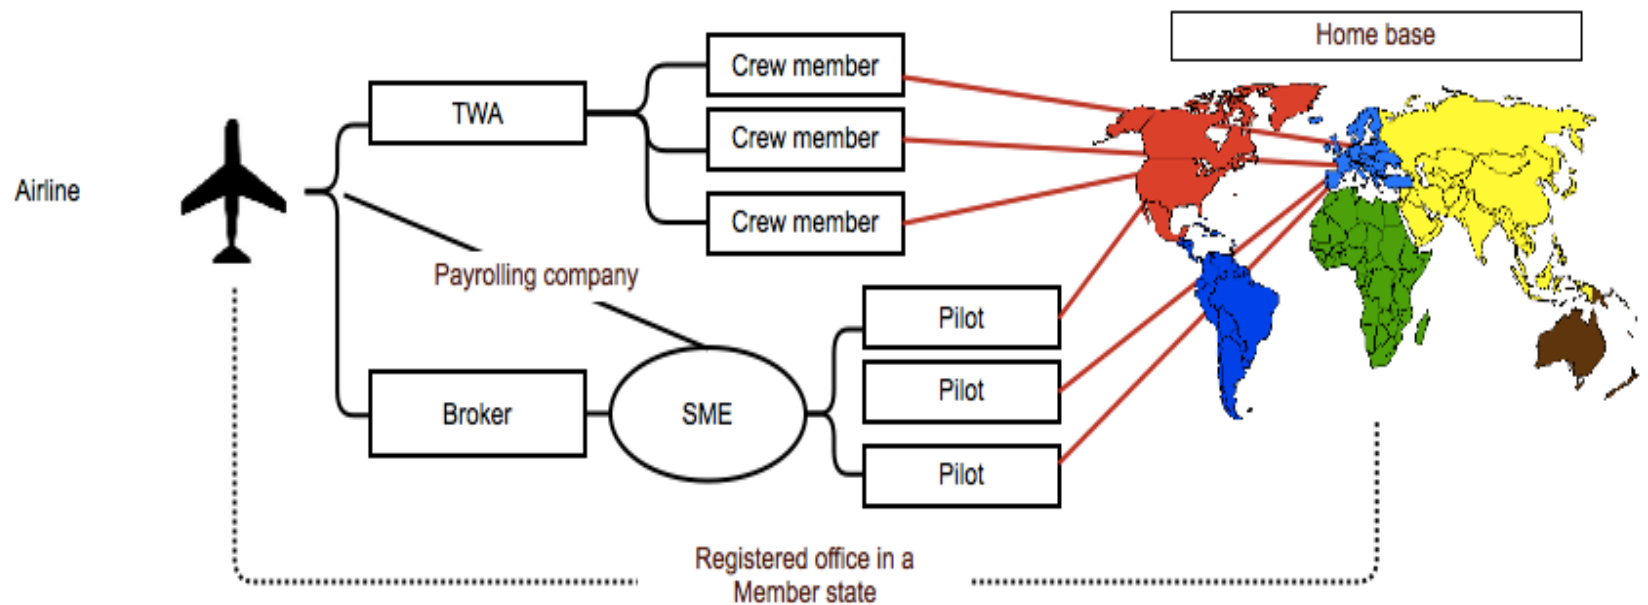 Home base
Crew member
TWA
Crew member
Airline
Crew member
Payrolling company
Pilot
Pilot
Broker
SME
Pilot
Registered office in a
Member state